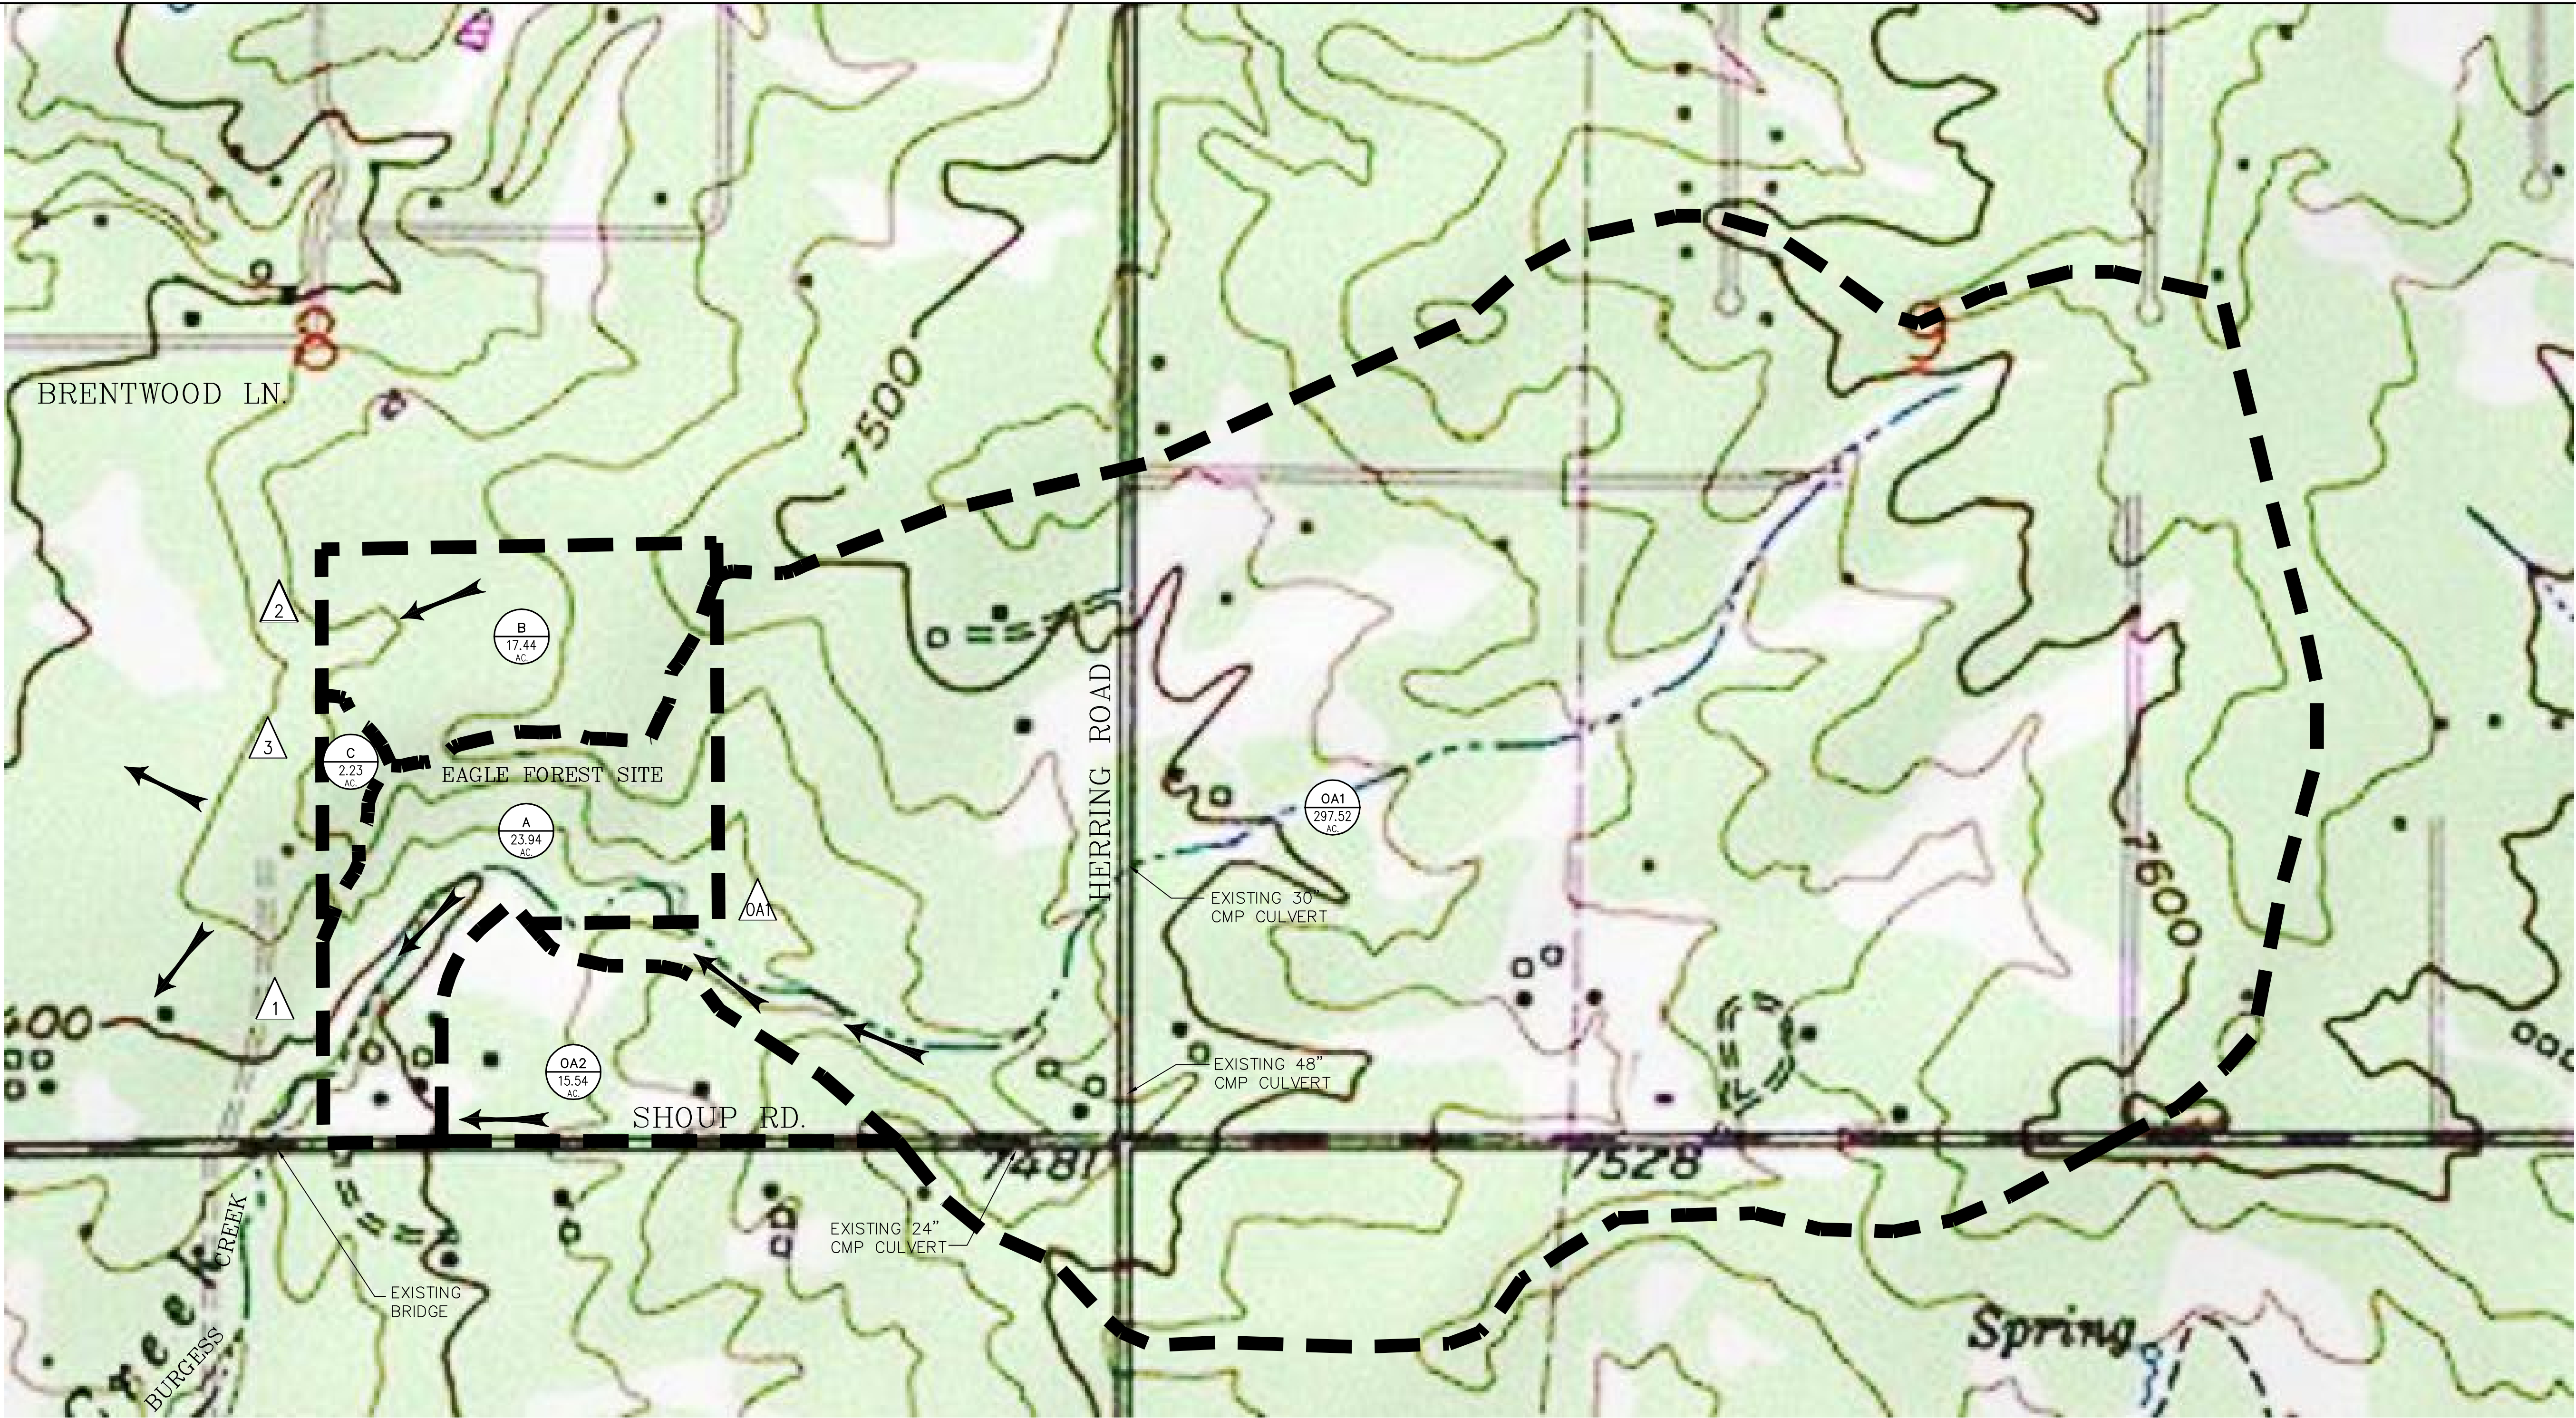 8
BRENTWOOD LN.
7500
9
2
B
17.44
AC.
3
C
2.23
AC.
EAGLE FOREST SITE
A
23.94
AC.
HERRING ROAD
OA1
297.52
AC.
OA1
EXISTING 30"
CMP CULVERT
7600
1
400
OA2
15.54
AC.
EXISTING 48"
CMP CULVERT
SHOUP RD.
7481
7528
EXISTING 24"
CMP CULVERT
CREEK
EXISTING
BRIDGE
Creek
BURGESS
Spring